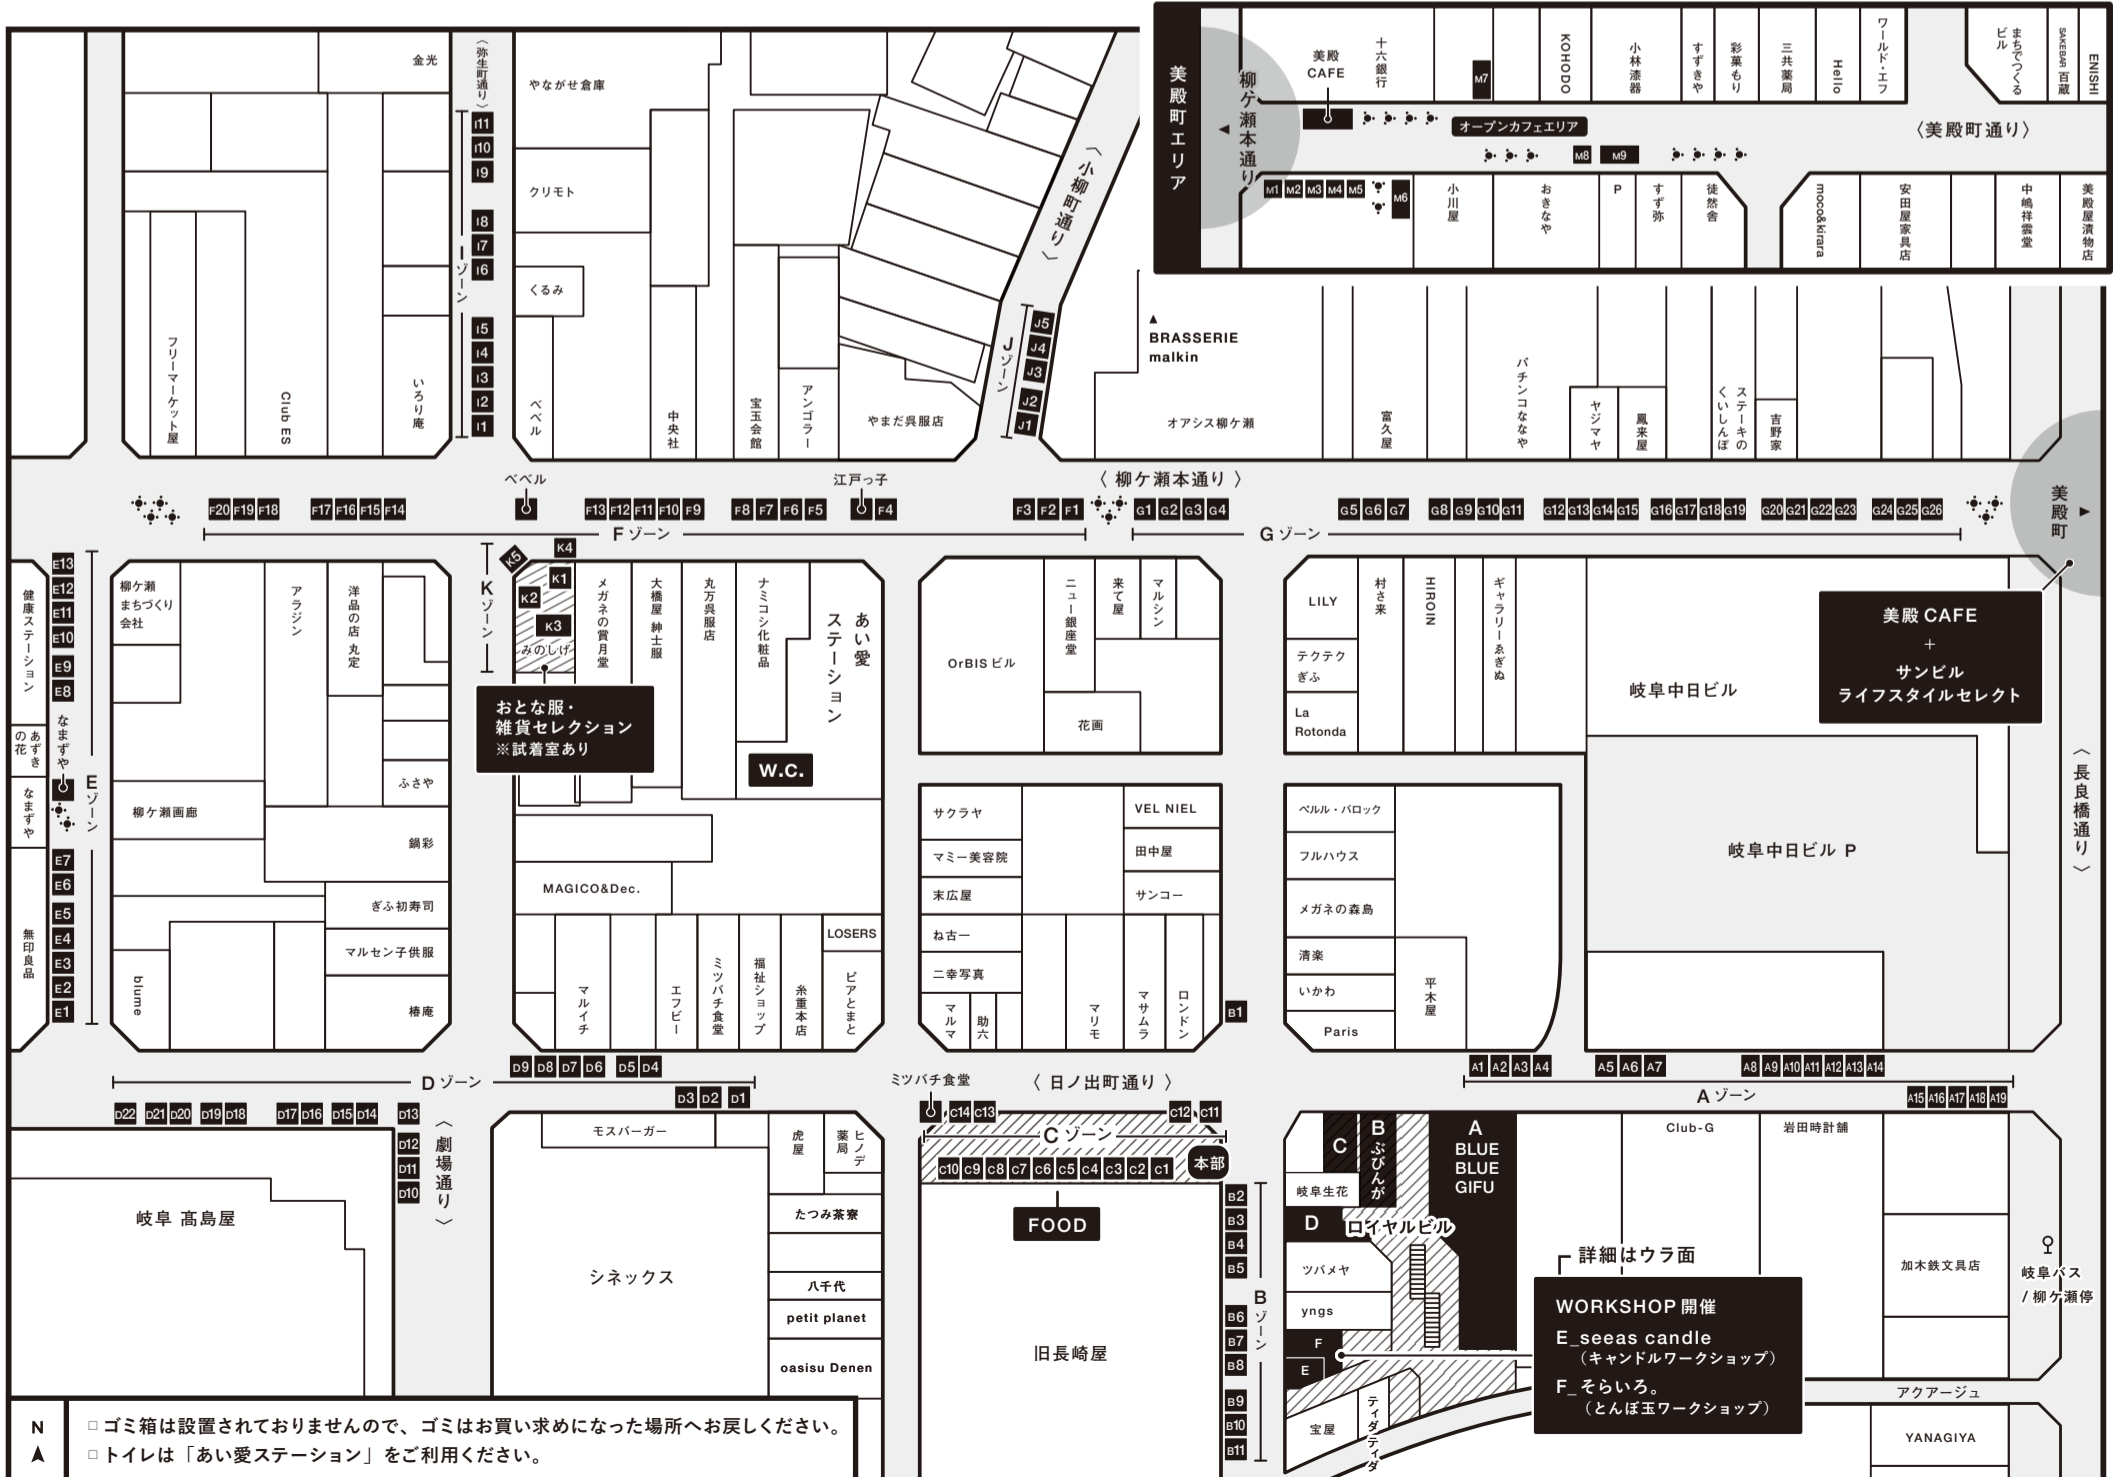 金光
〈弥生町通り〉
やながせ倉庫
クリモト
くるみ
べべル
中央社
宝玉会館
アンゴラー
やまだ呉服店
フリーマーケット屋
Club ES
いろり庵
I11
I10
I9
I8
I7
I6
Iゾーン
I5
I4
I3
I2
I1
〈小柳町通り〉
Jゾーン
J5
J4
J3
J2
J1
美殿町エリア
柳ケ瀬本通り
◀
美殿
CAFE
十六銀行
M7
KOHODO
小林漆器
すずきや
彩菓もり
三共薬局
Hello
ワールド・エフ
まちでつくる
ビル
SAKEBAR 百蔵
ENISHI
オープンカフェエリア
〈美殿町通り〉
M8 M9
M1 M2 M3 M4 M5 M6
小川屋
おきなや
P
すず弥
徒然舎
moco&kirara
安田屋家具店
中嶋祥雲堂
美殿屋漬物店
▲
BRASSERIE
malkin
オアシス柳ケ瀬
富久屋
パチンコななや
ヤジマヤ
鳳来屋
ステーキの
くいしんぼ
吉野家
〈 柳ケ瀬本通り 〉
べべル
江戸っ子
F20 F19 F18 F17 F16 F15 F14 F13 F12 F11 F10 F9 F8 F7 F6 F5 F4 F3 F2 F1
G1 G2 G3 G4 G5 G6 G7 G8 G9 G10 G11 G12 G13 G14 G15 G16 G17 G18 G19 G20 G21 G22 G23 G24 G25 G26
Fゾーン
Gゾーン
美殿町 ▶
健康ステーション
あずき
の花
なまずや
無印良品
E13
E12
E11
E10
E9
E8
なまずや
Eゾーン
E7
E6
E5
E4
E3
E2
E1
柳ケ瀬
まちづくり
会社
アラジン
洋品の店 丸定
ふさや
柳ケ瀬画廊
鍋彩
ぎふ初寿司
マルセン子供服
椿庵
blume
Kゾーン
K5
K4
K1
K2
K3
みのしげ
メガネの賞月堂
大橋屋 紳士服
丸万呉服店
ナミコシ化粧品
あい愛
ステーション
おとな服・
雑貨セレクション
※試着室あり
W.C.
MAGICO&Dec.
マルイチ
エフビー
ミツバチ食堂
福祉ショップ
糸重本店
LOSERS
ピアとまと
OrBIS ビル
ニュー銀座堂
来て屋
マルシン
花画
サクラヤ
マミー美容院
末広屋
ね古一
二幸写真
マルマ
助六
VEL NIEL
田中屋
サンコー
マリモ
マサムラ
ロンドン
LILY
テクテク
ぎふ
La
Rotonda
村さ来
HIROIN
ギャラリーゑぎぬ
岐阜中日ビル
美殿 CAFE
+
サンビル
ライフスタイルセレクト
〈長良橋通り〉
ベルル・バロック
フルハウス
メガネの森島
清楽
いかわ
Paris
平木屋
岐阜中日ビル P
B1
D9 D8 D7 D6 D5 D4
Dゾーン
D3 D2 D1
D22 D21 D20 D19 D18 D17 D16 D15 D14 D13
D12
D11
D10
〈劇場通り〉
ミツバチ食堂
〈 日ノ出町通り 〉
C14 C13 C12 C11
Cゾーン
C10 C9 C8 C7 C6 C5 C4 C3 C2 C1
本部
FOOD
旧長崎屋
A1 A2 A3 A4 A5 A6 A7 A8 A9 A10 A11 A12 A13 A14
Aゾーン
A15 A16 A17 A18 A19
岐阜 髙島屋
モスバーガー
虎屋
ヒノデ
薬局
たつみ茶寮
八千代
petit planet
oasisu Denen
シネックス
B2
B3
B4
B5
Bゾーン
B6
B7
B8
B9
B10
B11
C
B
ぶびんが
A
BLUE
BLUE
GIFU
岐阜生花
D
ロイヤルビル
ツバメヤ
yngs
F
E
宝屋
ティダティダ
Club-G
岩田時計舗
加木鉄文具店
岐阜バス
/ 柳ケ瀬停
詳細はウラ面
WORKSHOP 開催
E_seeas candle
（キャンドルワークショップ）
F_そらいろ。
（とんぼ玉ワークショップ）
アクアージュ
YANAGIYA
N
□ ゴミ箱は設置されておりませんので、ゴミはお買い求めになった場所へお戻しください。
□ トイレは「あい愛ステーション」をご利用ください。